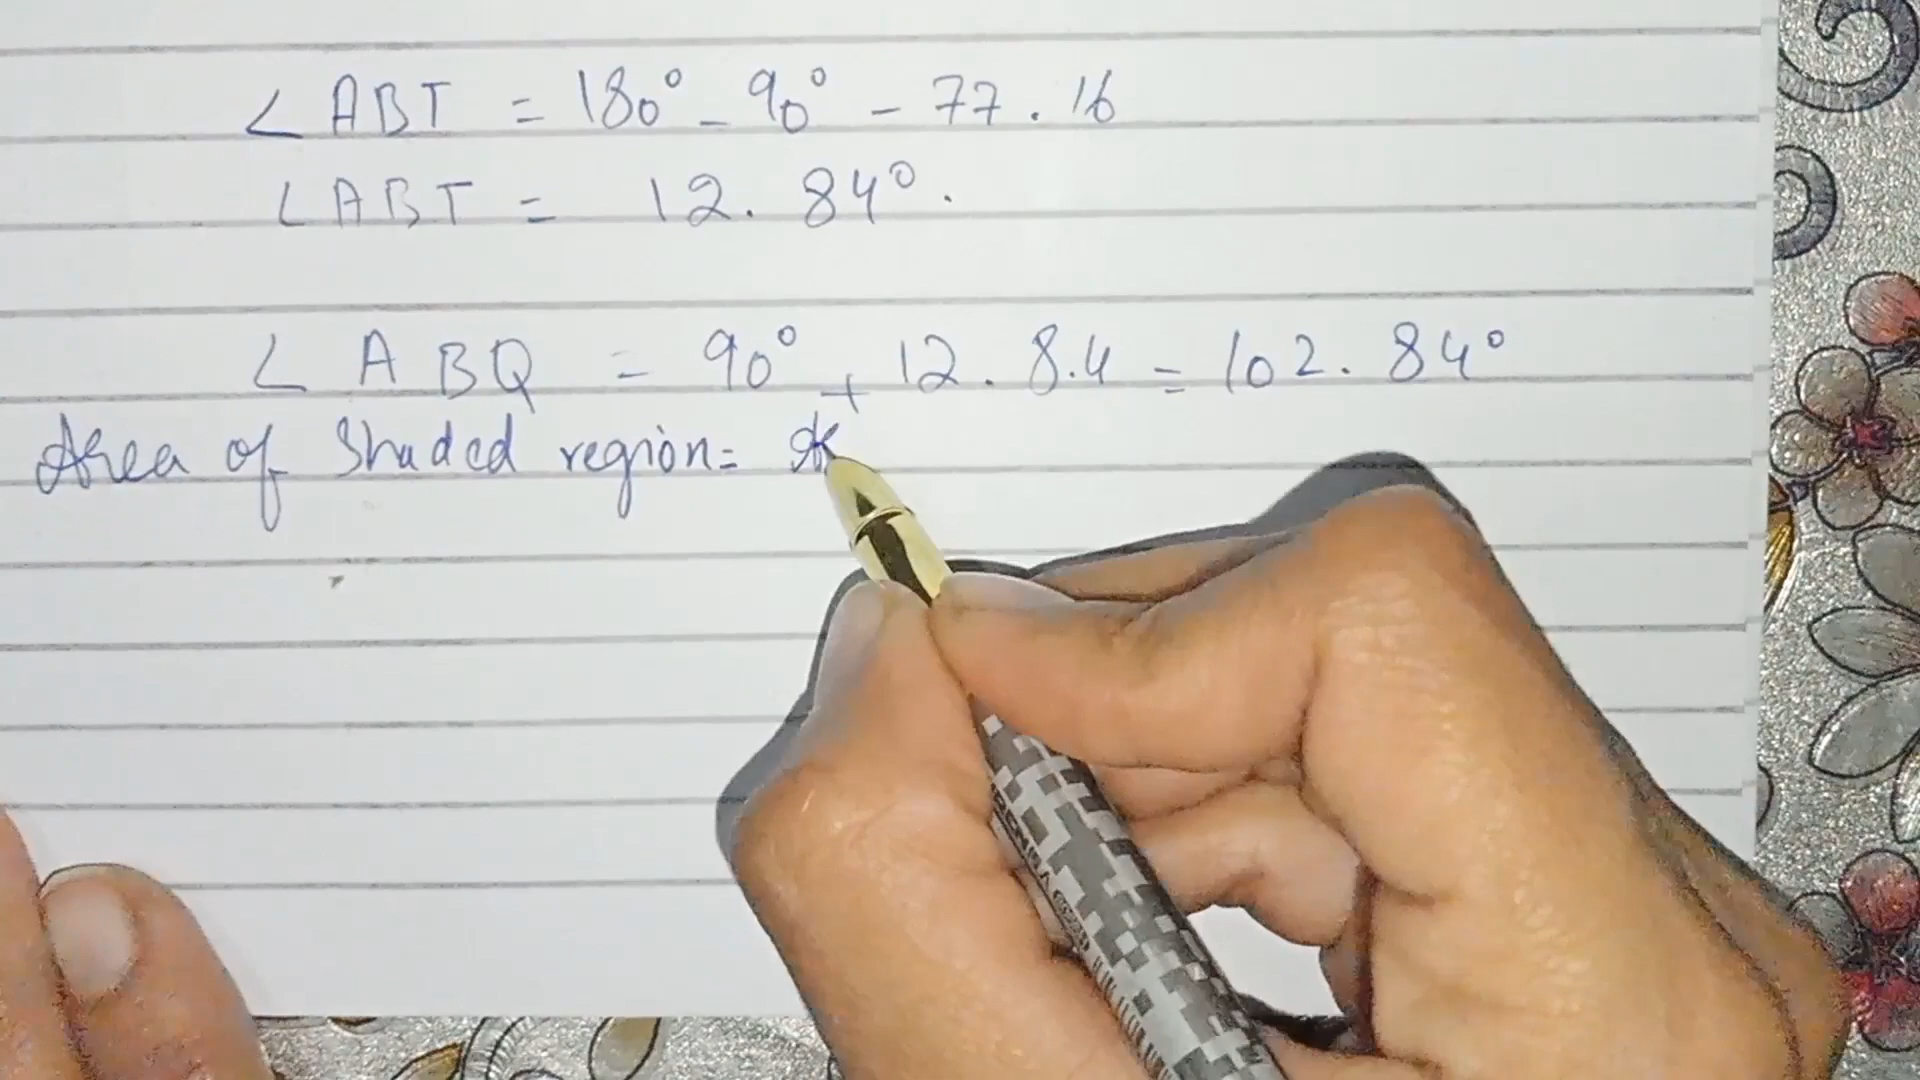 ∠ABT = 180° - 90° - 77.16
∠ABT = 12.84°.
∠ABQ = 90° + 12.8.4 = 102.84°
Area of Shaded region=